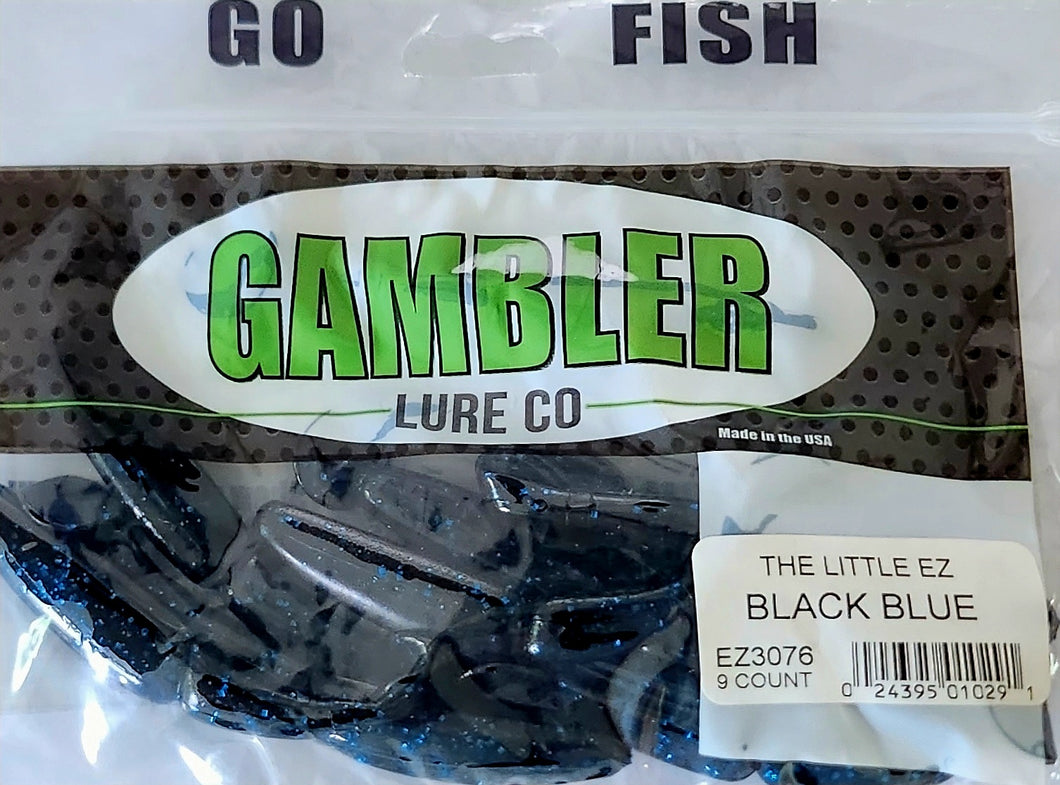 GO FISH
GAMBLER
LURE CO
Made In the USA
THE LITTLE EZ
BLACK BLUE
EZ3076
9 COUNT
0 24395 01029 1